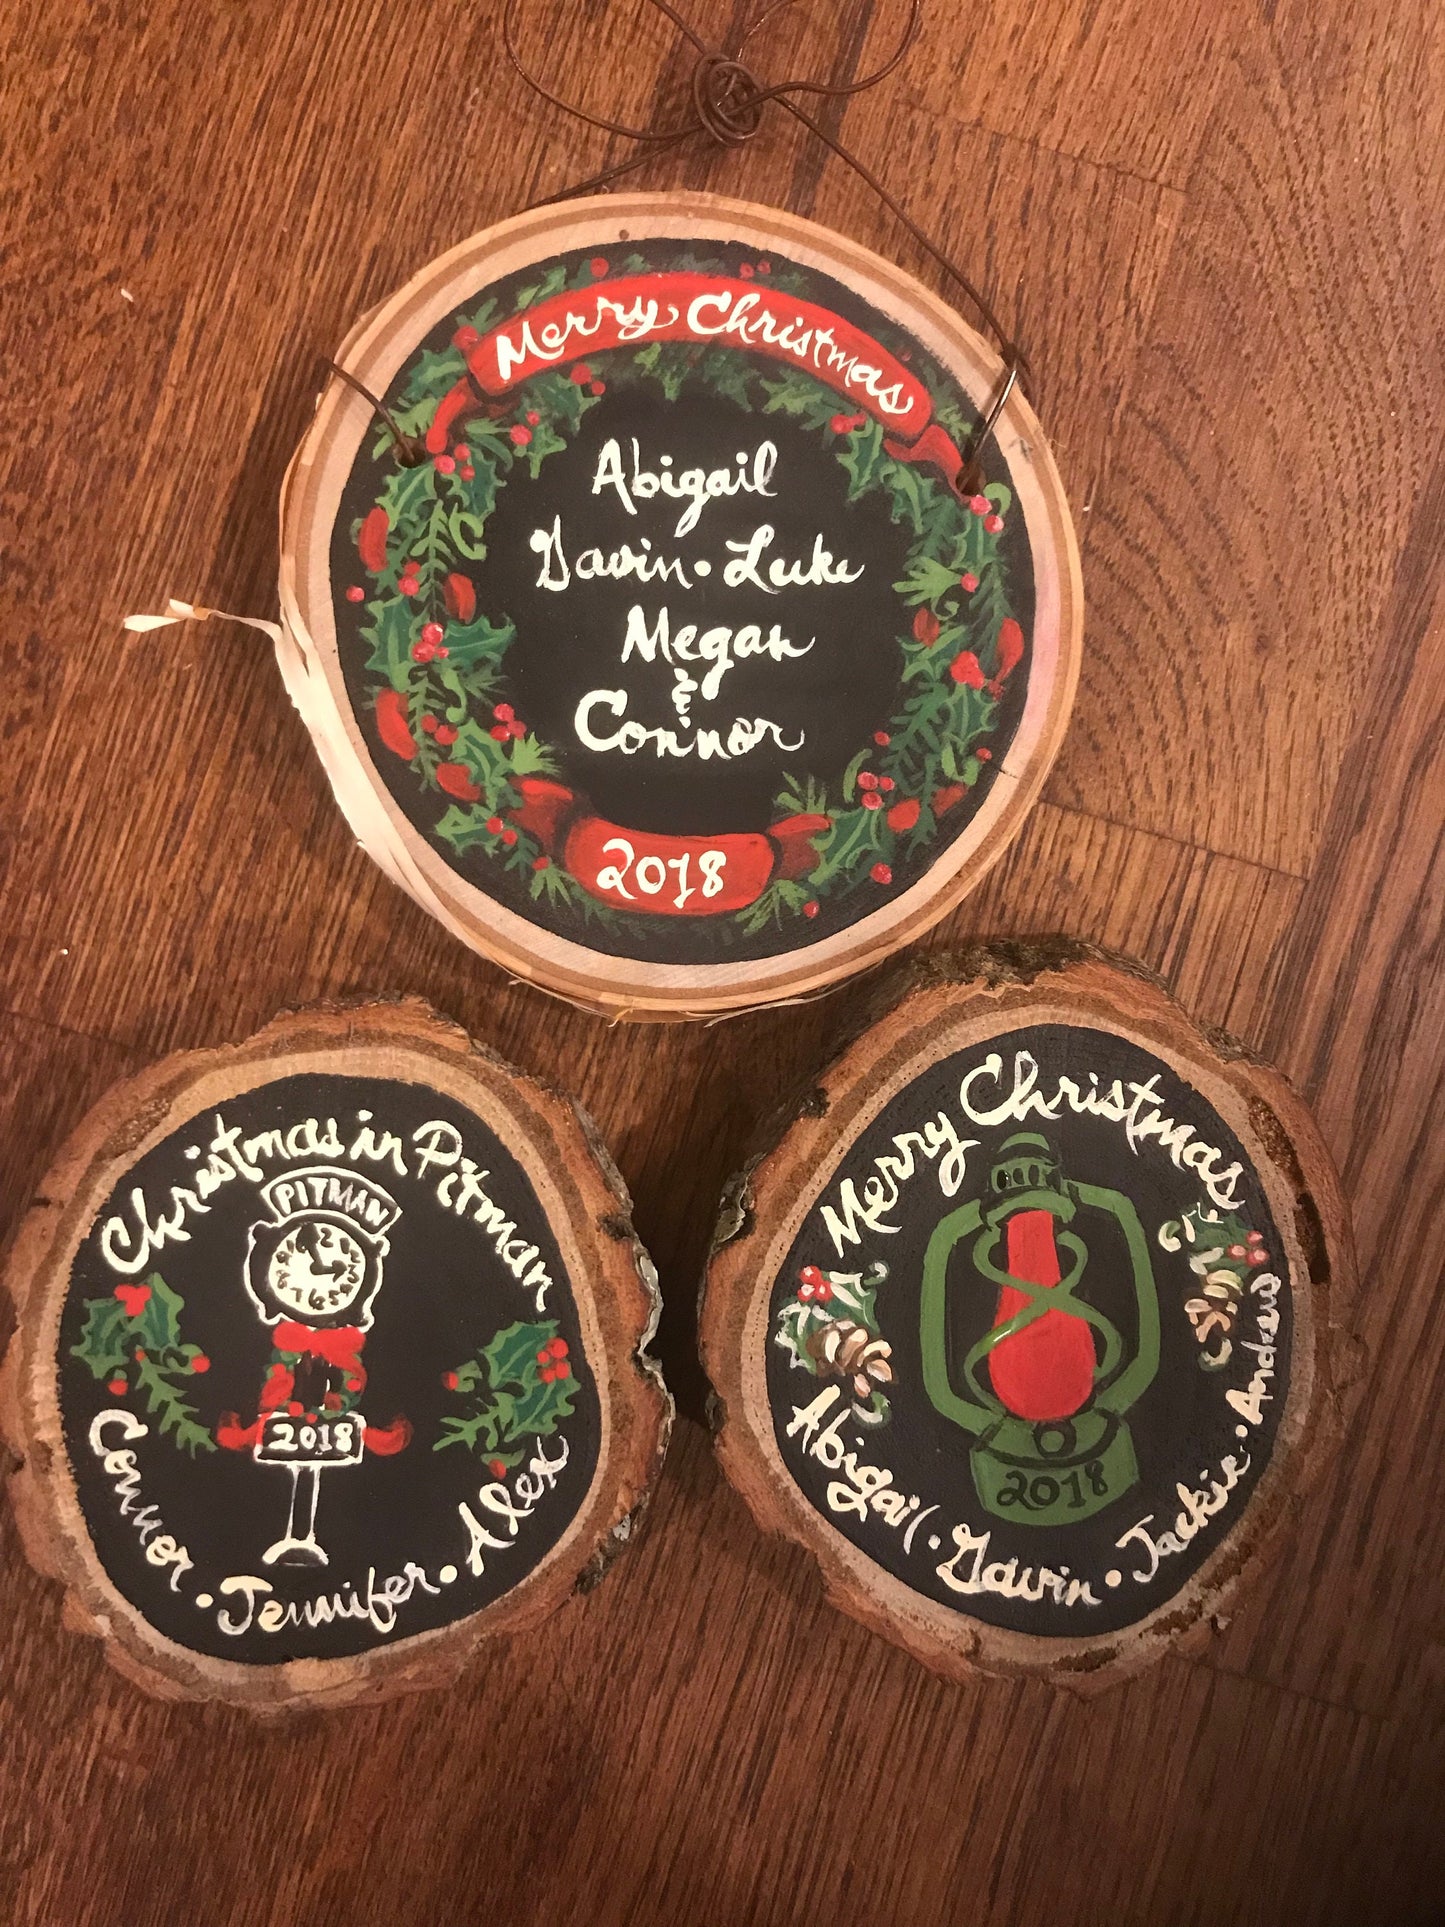 Merry Christmas
Abigail
Gavin • Luke
Megan
&
Connor
2018
Christmas in Pitman
PITMAN
2018
Connor • Jennifer • Alex
Merry Christmas
2018
Abigail • Gavin • Jackie • Andrew